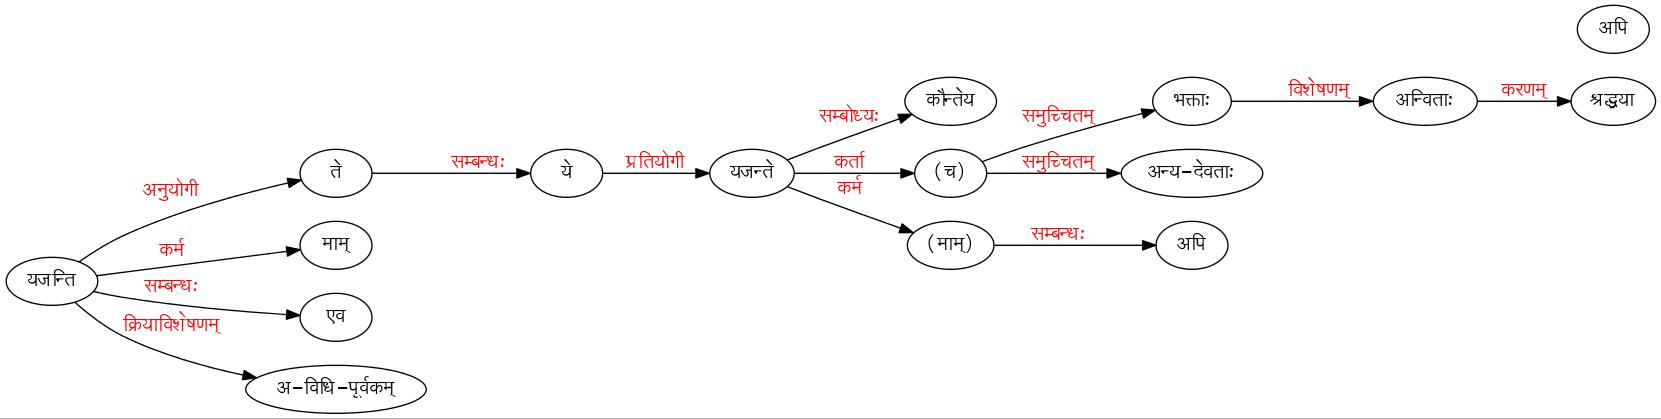 अपि
कौन्तेय
सम्बोध्यः
समुच्चितम्
भक्ताः
विशेषणम्
अन्विताः
करणम्
श्रद्धया
अनुयोगी
ते
सम्बन्धः
ये
प्रतियोगी
यजन्ते
कर्ता
(च)
समुच्चितम्
अन्य-देवताः
कर्म
(माम्)
सम्बन्धः
अपि
यजन्ति
कर्म
माम्
सम्बन्धः
एव
क्रियाविशेषणम्
अ-विधि-पूर्वकम्